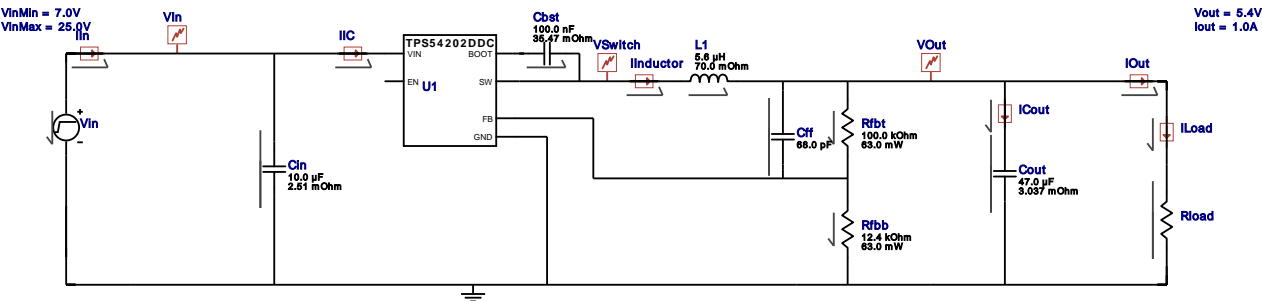 VinMin = 7.0V
VinMax = 25.0V
Vout = 5.4V
Iout = 1.0A
IIn
VIn
IIC
TPS54202DDC
VIN
BOOT
EN
SW
U1
FB
GND
Cbst
100.0 nF
35.47 mOhm
VSwitch
IInductor
L1
5.6 µH
70.0 mOhm
VOut
IOut
ICout
ILoad
+
Vin
-
Cin
10.0 µF
2.51 mOhm
Cff
68.0 pF
Rfbt
100.0 kOhm
63.0 mW
Rfbb
12.4 kOhm
63.0 mW
Cout
47.0 µF
3.037 mOhm
Rload